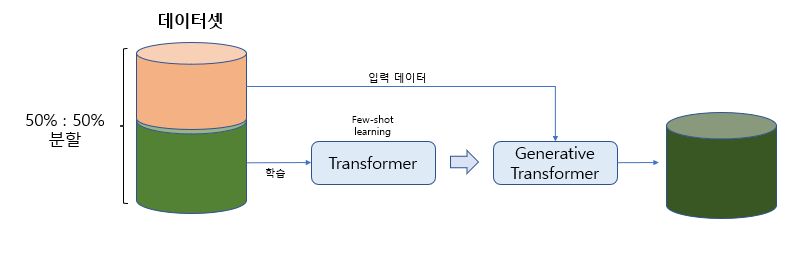 데이터셋
입력 데이터
50% : 50%
분할
Few-shot
learning
Transformer
Generative
Transformer
학습